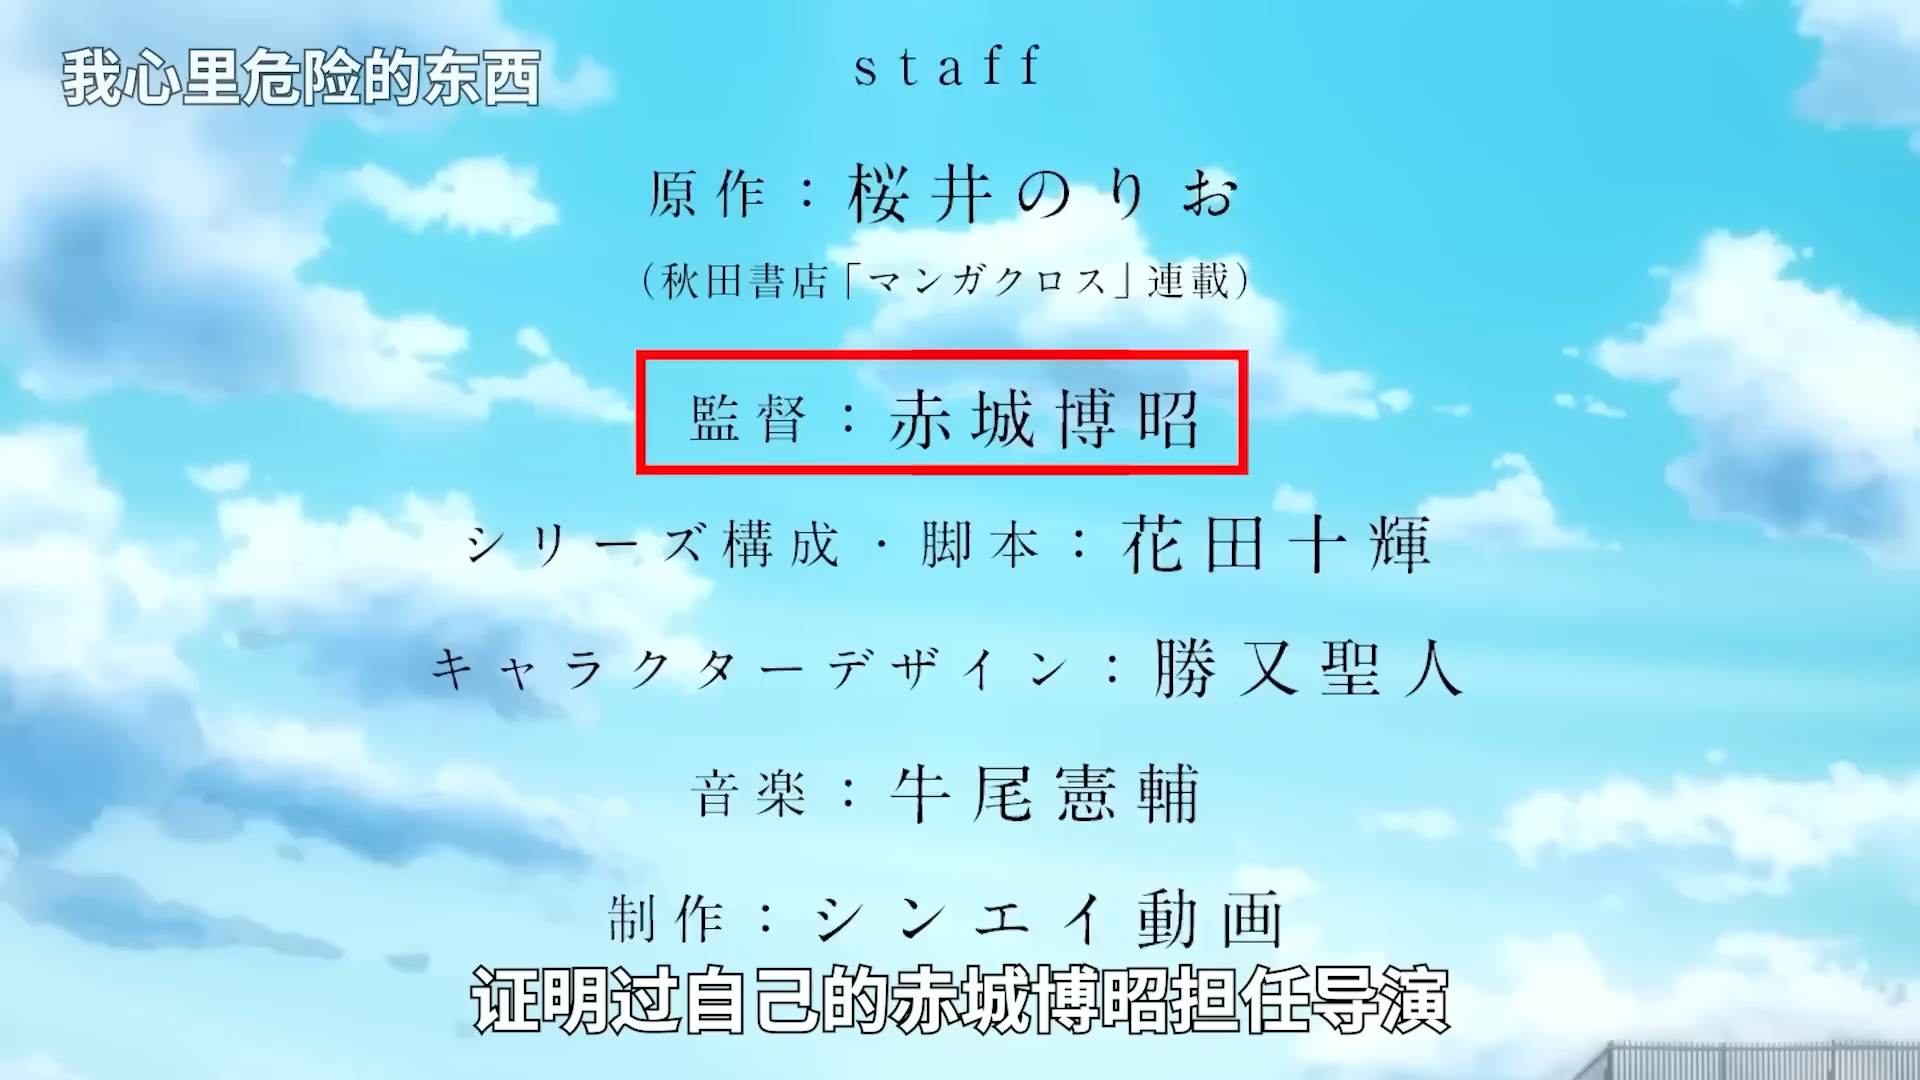 我心里危险的东西
staff
原作：桜井のりお
（秋田書店「マンガクロス」連載）
監督：赤城博昭
シリーズ構成・脚本：花田十輝
キャラクターデザイン：勝又聖人
音楽：牛尾憲輔
制作：シンエイ動画
证明过自己的赤城博昭担任导演